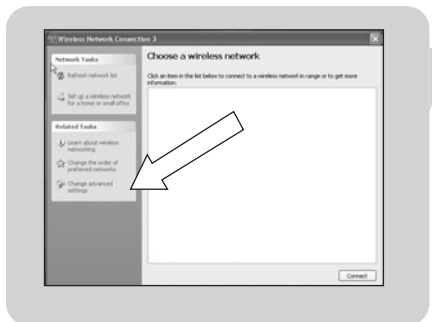 Wireless Network Connection 3
Network Tasks
Refresh network list
Set up a wireless network
for a home or small office
Related Tasks
Learn about wireless
networking
Change the order of
preferred networks
Change advanced
settings
Choose a wireless network
Click an item in the list below to connect to a wireless network in range or to get more
information.
Connect